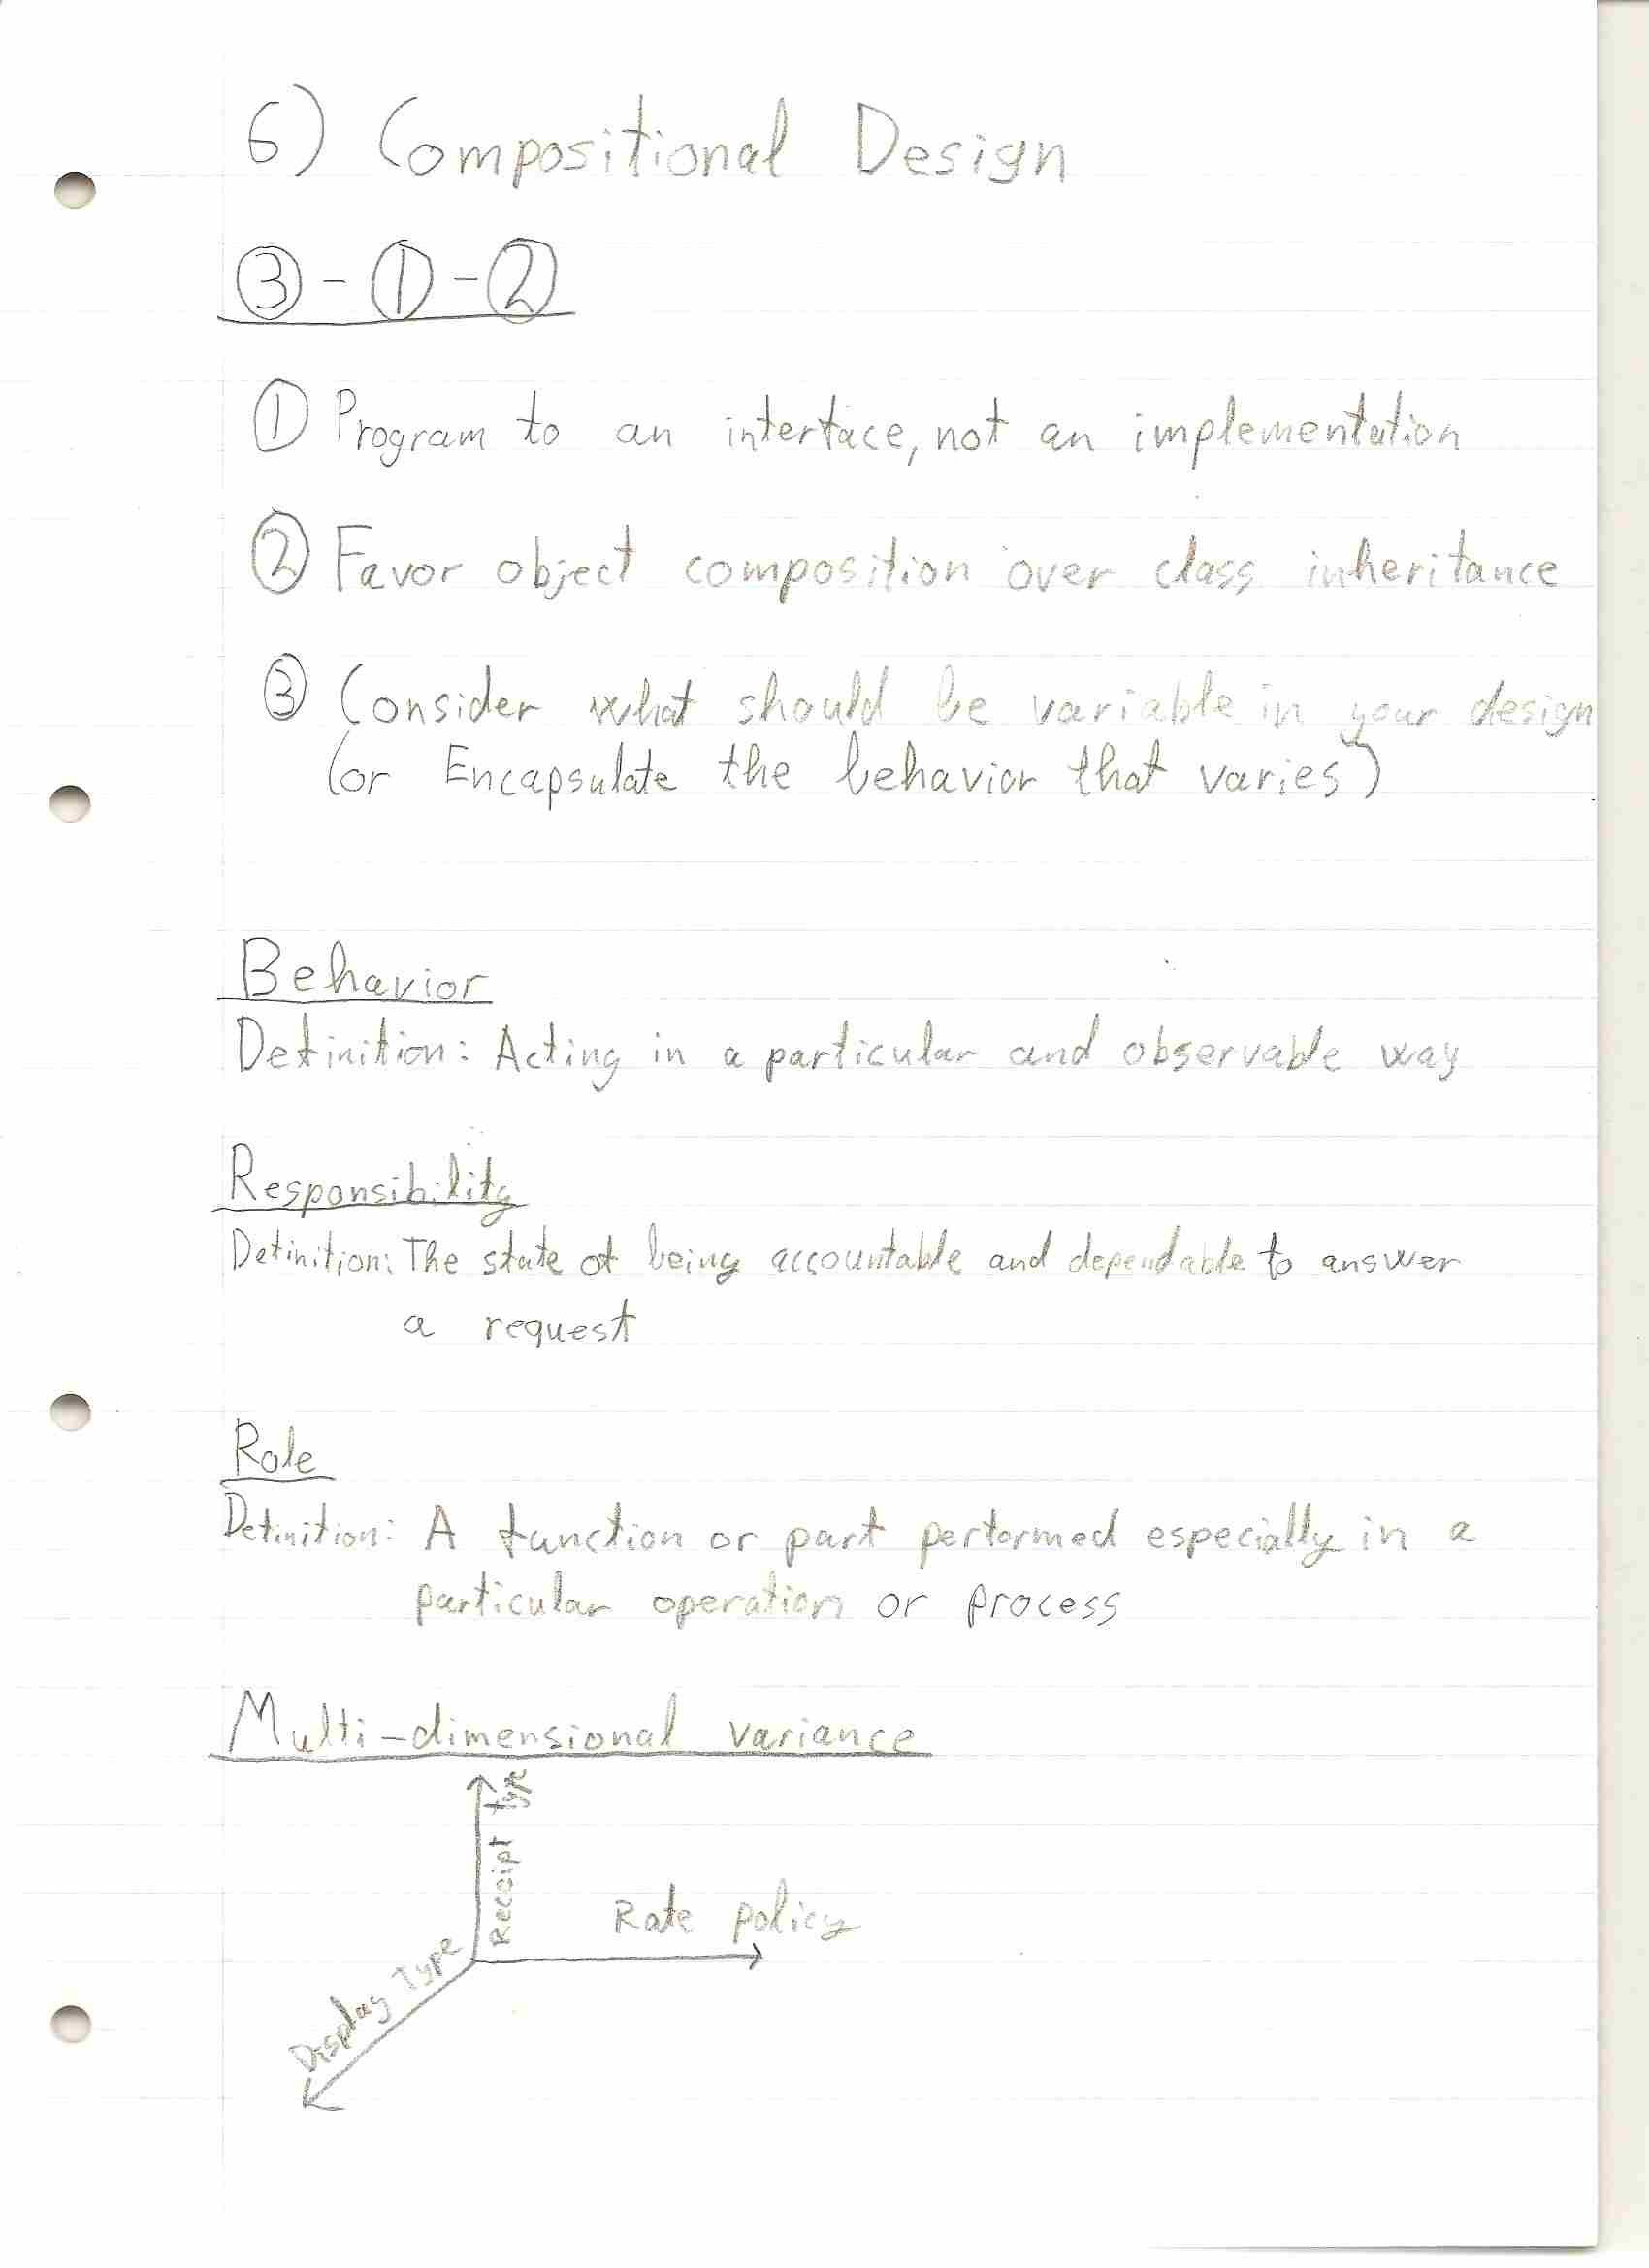 6) Compositional Design
③-①-②
① Program to an interface, not an implementation
② Favor object composition over class inheritance
③ Consider what should be variable in your design
(or Encapsulate the behavior that varies)
Behavior
Definition: Acting in a particular and observable way
Responsibility
Definition: The state of being accountable and dependable to answer
a request
Role
Definition: A function or part performed especially in a
particular operation or process
Multi-dimensional variance
Receipt type
Rate policy
Display Type